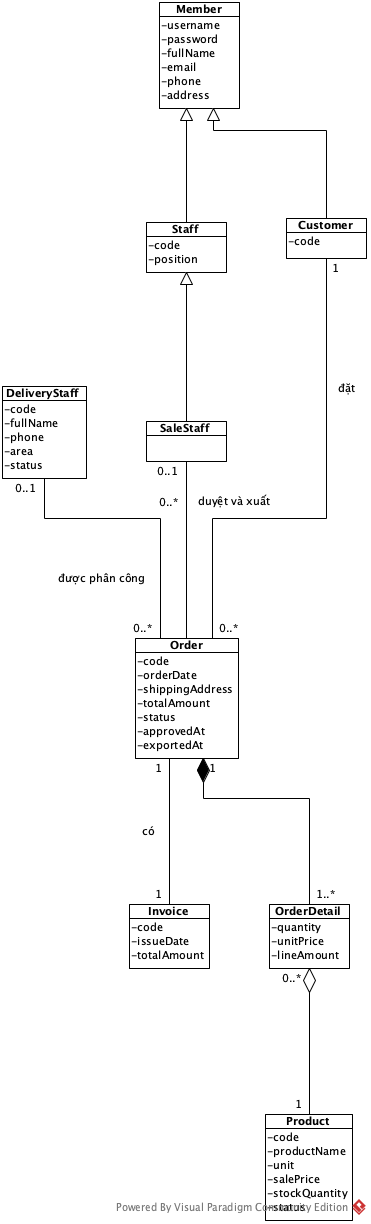 Member
-username
-password
-fullName
-email
-phone
-address
Staff
-code
-position
Customer
-code
1
đặt
DeliveryStaff
-code
-fullName
-phone
-area
-status
0..1
SaleStaff
0..1
0..*
duyệt và xuất
được phân công
0..*
0..*
Order
-code
-orderDate
-shippingAddress
-totalAmount
-status
-approvedAt
-exportedAt
1
1
có
1
1..*
Invoice
-code
-issueDate
-totalAmount
OrderDetail
-quantity
-unitPrice
-lineAmount
0..*
1
Product
-code
-productName
-unit
-salePrice
-stockQuantity
-status
Powered By Visual Paradigm Community Edition